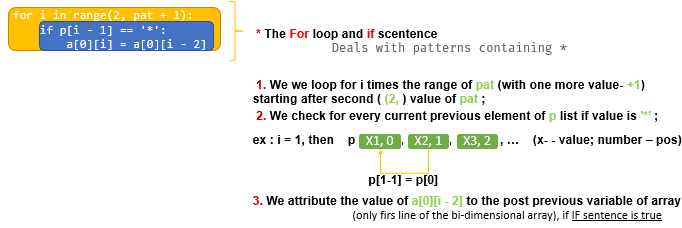 for i in range(2, pat + 1):
if p[i - 1] == '*':
a[0][i] = a[0][i - 2]
* The For loop and if scentence
Deals with patterns containing *
1. We we loop for i times the range of pat (with one more value- +1)
starting after second ( (2, ) value of pat ;
2. We check for every current previous element of p list if value is '*' ;
ex : i = 1, then p X1, 0 , X2, 1 , X3, 2 , ... (x- - value; number – pos)
p[1-1] = p[0]
3. We attribute the value of a[0][i - 2] to the post previous variable of array
(only firs line of the bi-dimensional array), if IF sentence is true